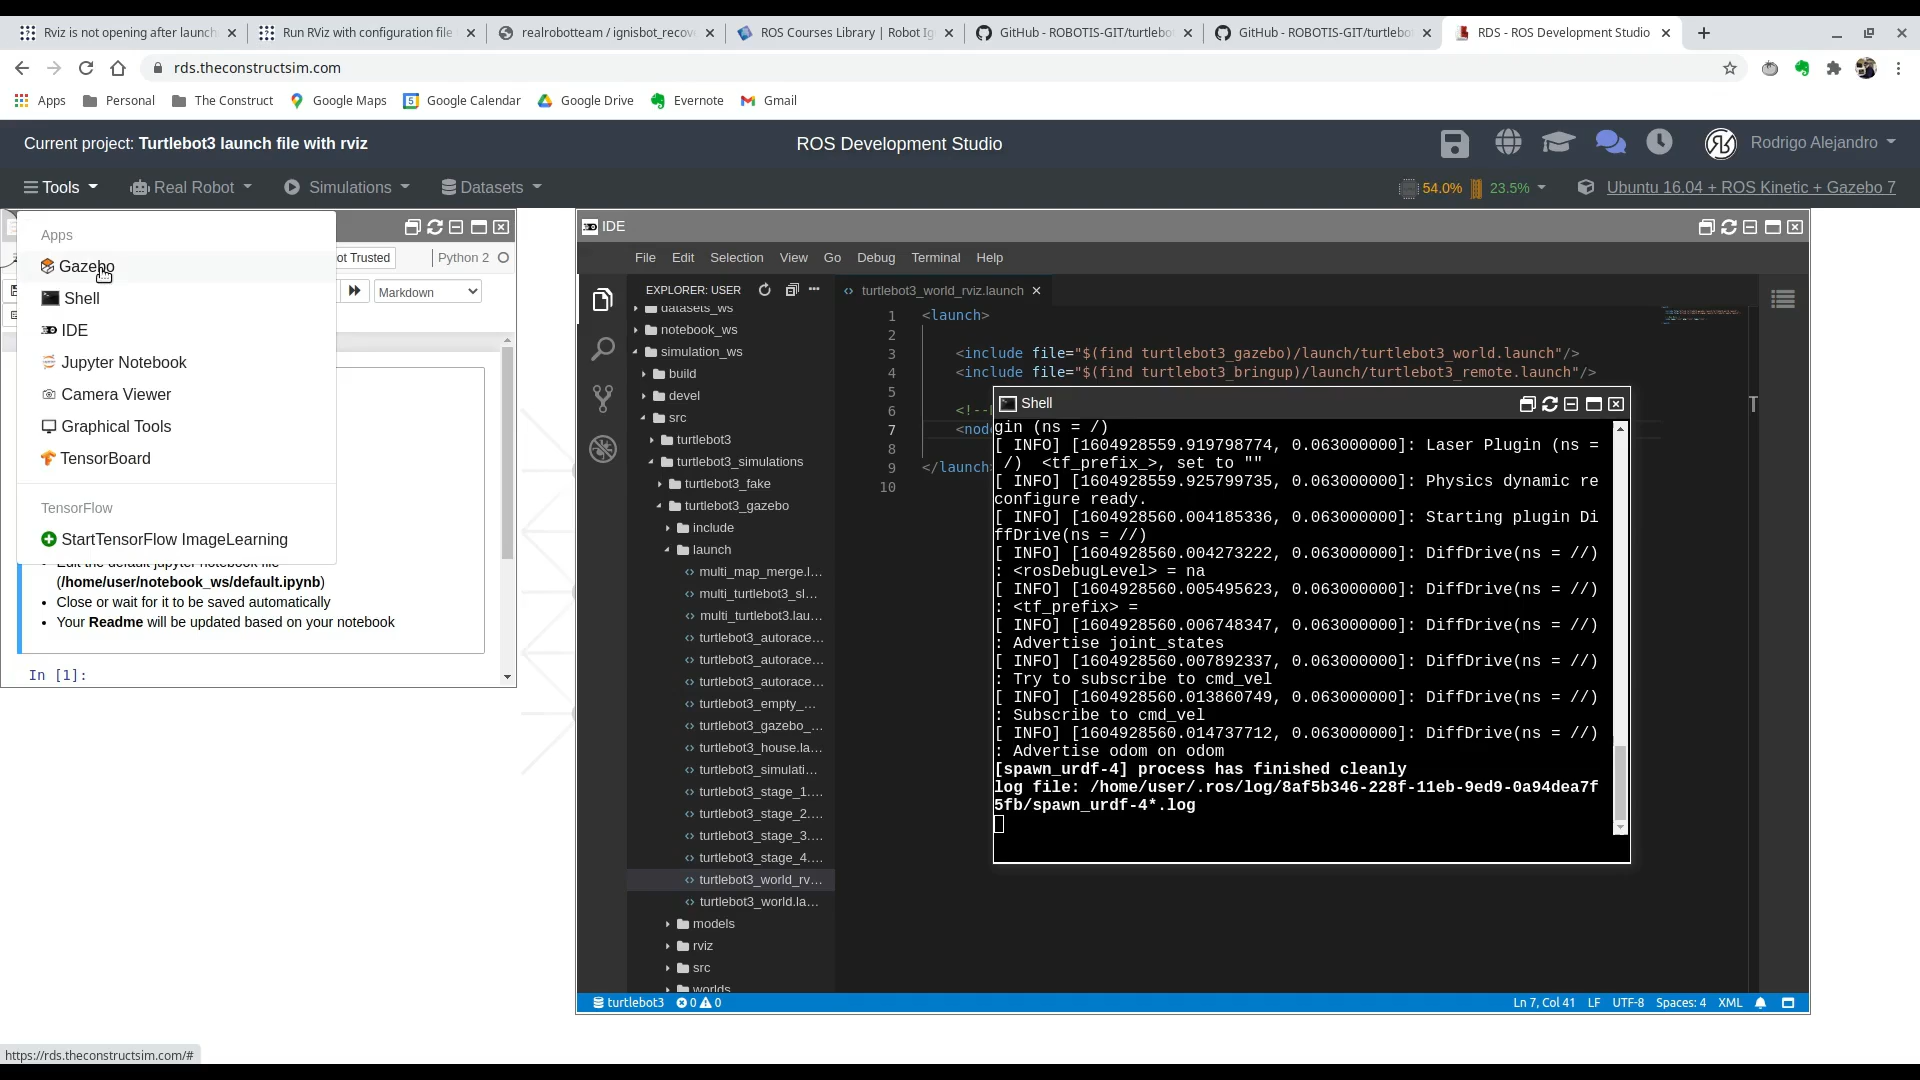 Rviz is not opening after launch
Run RViz with configuration file
realrobotteam / ignisbot_recov
ROS Courses Library | Robot Ig
GitHub - ROBOTIS-GIT/turtlebo
GitHub - ROBOTIS-GIT/turtlebo
RDS - ROS Development Studio
rds.theconstructsim.com
Apps
Personal
The Construct
Google Maps
Google Calendar
Google Drive
Evernote
Gmail
Current project: Turtlebot3 launch file with rviz
ROS Development Studio
Rodrigo Alejandro
Tools
Real Robot
Simulations
Datasets
54.0%
23.5%
Ubuntu 16.04 + ROS Kinetic + Gazebo 7
Apps
Gazebo
Shell
IDE
Jupyter Notebook
Camera Viewer
Graphical Tools
TensorBoard
TensorFlow
StartTensorFlow ImageLearning
ot Trusted
Python 2
Markdown
Edit the default jupyter notebook file
(/home/user/notebook_ws/default.ipynb)
Close or wait for it to be saved automatically
Your Readme will be updated based on your notebook
In [1]:
IDE
File Edit Selection View Go Debug Terminal Help
EXPLORER: USER
datasets_ws
notebook_ws
simulation_ws
build
devel
src
turtlebot3
turtlebot3_simulations
turtlebot3_fake
turtlebot3_gazebo
include
launch
multi_map_merge.l...
multi_turtlebot3_sl...
multi_turtlebot3.lau...
turtlebot3_autorace...
turtlebot3_autorace...
turtlebot3_autorace...
turtlebot3_empty_...
turtlebot3_gazebo_...
turtlebot3_house.la...
turtlebot3_simulati...
turtlebot3_stage_1....
turtlebot3_stage_2....
turtlebot3_stage_3....
turtlebot3_stage_4....
turtlebot3_world_rv...
turtlebot3_world.la...
models
rviz
src
worlds
turtlebot3_world_rviz.launch
1 <launch>
2
3 <include file="$(find turtlebot3_gazebo)/launch/turtlebot3_world.launch"/>
4 <include file="$(find turtlebot3_bringup)/launch/turtlebot3_remote.launch"/>
5
6 <!--
7 <node
8
9 </launch
10
Shell
gin (ns = /)
[ INFO] [1604928559.919798774, 0.063000000]: Laser Plugin (ns =
/) <tf_prefix_>, set to ""
[ INFO] [1604928559.925799735, 0.063000000]: Physics dynamic re
configure ready.
[ INFO] [1604928560.004185336, 0.063000000]: Starting plugin Di
ffDrive(ns = //)
[ INFO] [1604928560.004273222, 0.063000000]: DiffDrive(ns = //)
: <rosDebugLevel> = na
[ INFO] [1604928560.005495623, 0.063000000]: DiffDrive(ns = //)
: <tf_prefix> =
[ INFO] [1604928560.006748347, 0.063000000]: DiffDrive(ns = //)
: Advertise joint_states
[ INFO] [1604928560.007892337, 0.063000000]: DiffDrive(ns = //)
: Try to subscribe to cmd_vel
[ INFO] [1604928560.013860749, 0.063000000]: DiffDrive(ns = //)
: Subscribe to cmd_vel
[ INFO] [1604928560.014737712, 0.063000000]: DiffDrive(ns = //)
: Advertise odom on odom
[spawn_urdf-4] process has finished cleanly
log file: /home/user/.ros/log/8af5b346-228f-11eb-9ed9-0a94dea7f
5fb/spawn_urdf-4*.log
turtlebot3
0
0
Ln 7, Col 41
LF
UTF-8
Spaces: 4
XML
https://rds.theconstructsim.com/#